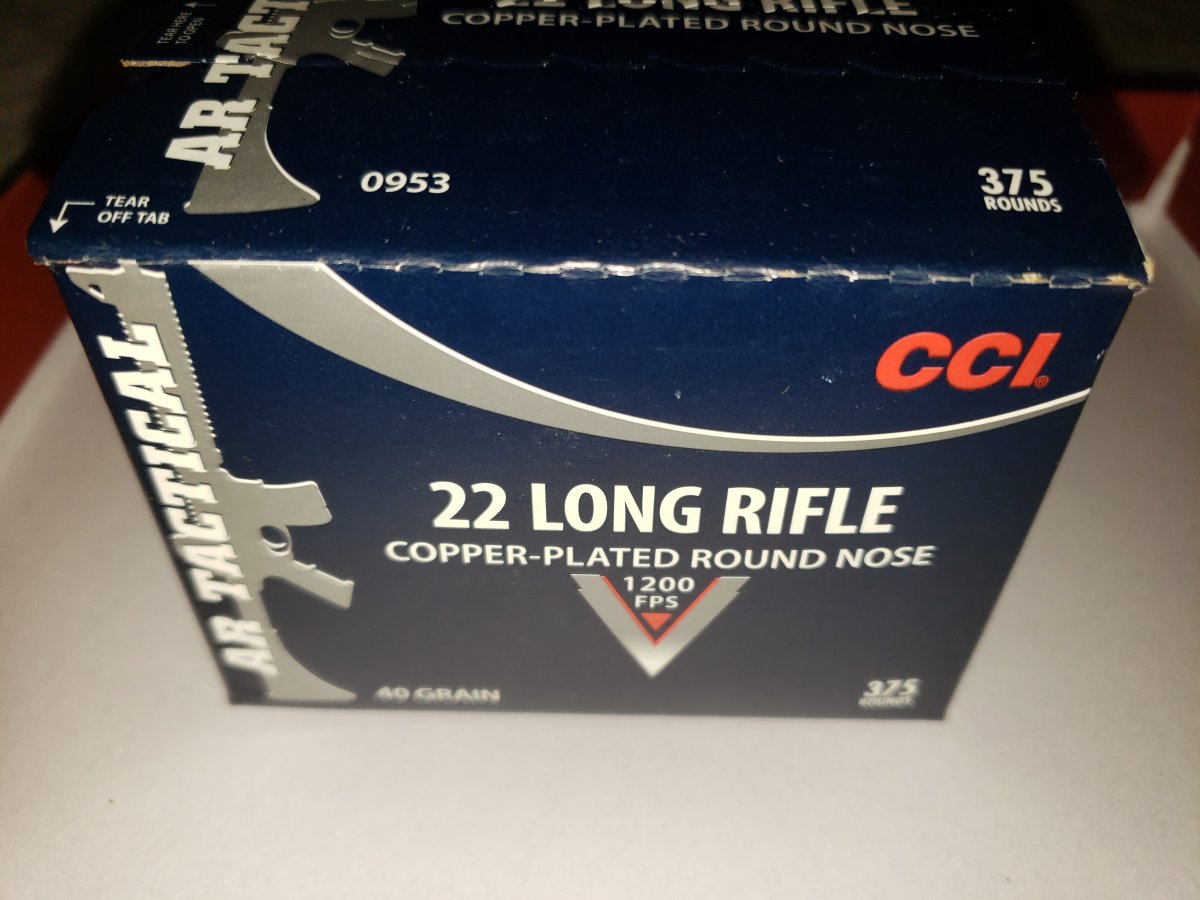 TEAR HERE
TO OPEN
AR TACT
22 LONG RIFLE
COPPER-PLATED ROUND NOSE
0953
375
ROUNDS
TEAR
OFF TAB
AR TACTICAL
CCI®
22 LONG RIFLE
COPPER-PLATED ROUND NOSE
1200
FPS
40 GRAIN
375
ROUNDS